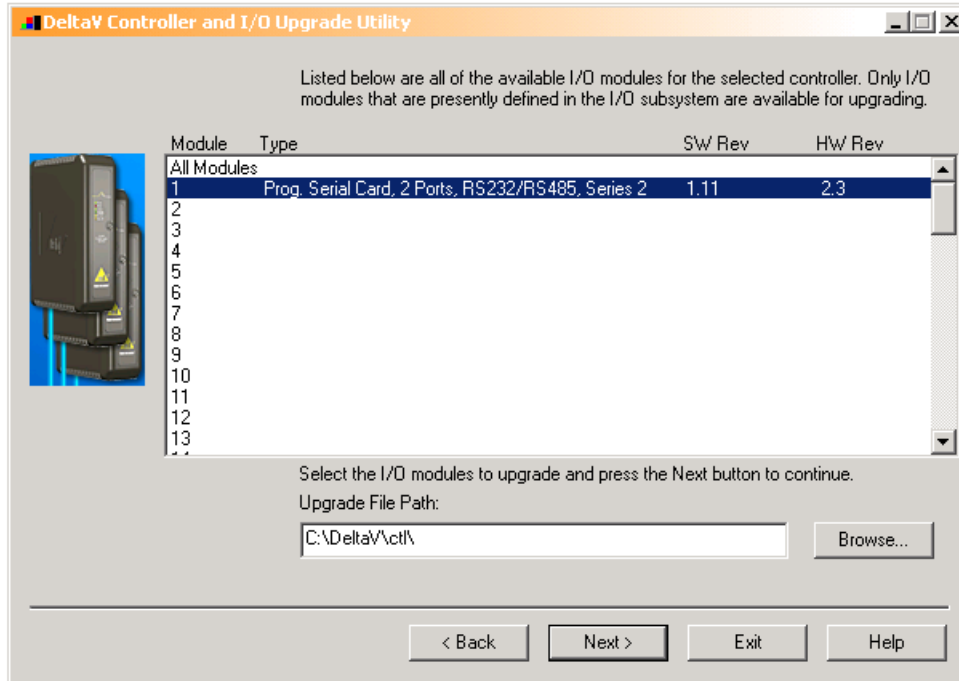 DeltaV Controller and I/O Upgrade Utility
Listed below are all of the available I/O modules for the selected controller. Only I/O
modules that are presently defined in the I/O subsystem are available for upgrading.
Module Type SW Rev HW Rev
All Modules
1 Prog. Serial Card, 2 Ports, RS232/RS485, Series 2 1.11 2.3
2
3
4
5
6
7
8
9
10
11
12
13
Select the I/O modules to upgrade and press the Next button to continue.
Upgrade File Path:
C:\DeltaV\ctl\
Browse...
< Back Next > Exit Help